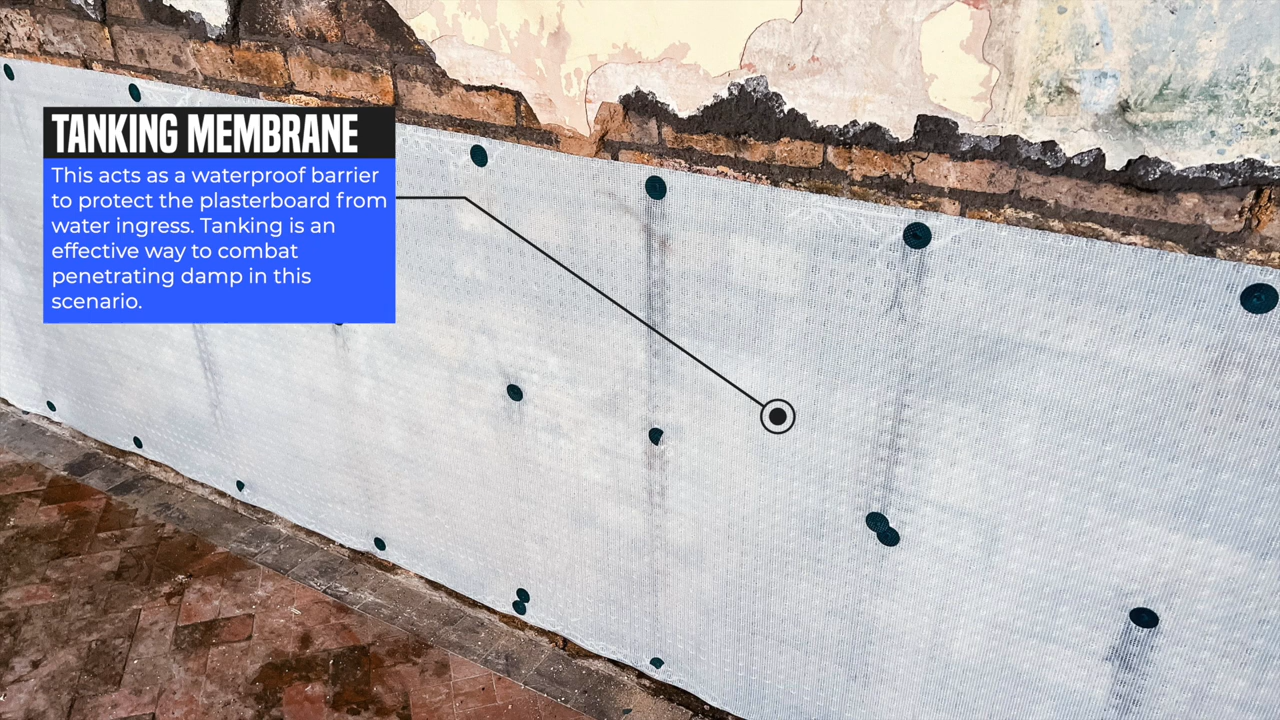 TANKING MEMBRANE
This acts as a waterproof barrier
to protect the plasterboard from
water ingress. Tanking is an
effective way to combat
penetrating damp in this
scenario.